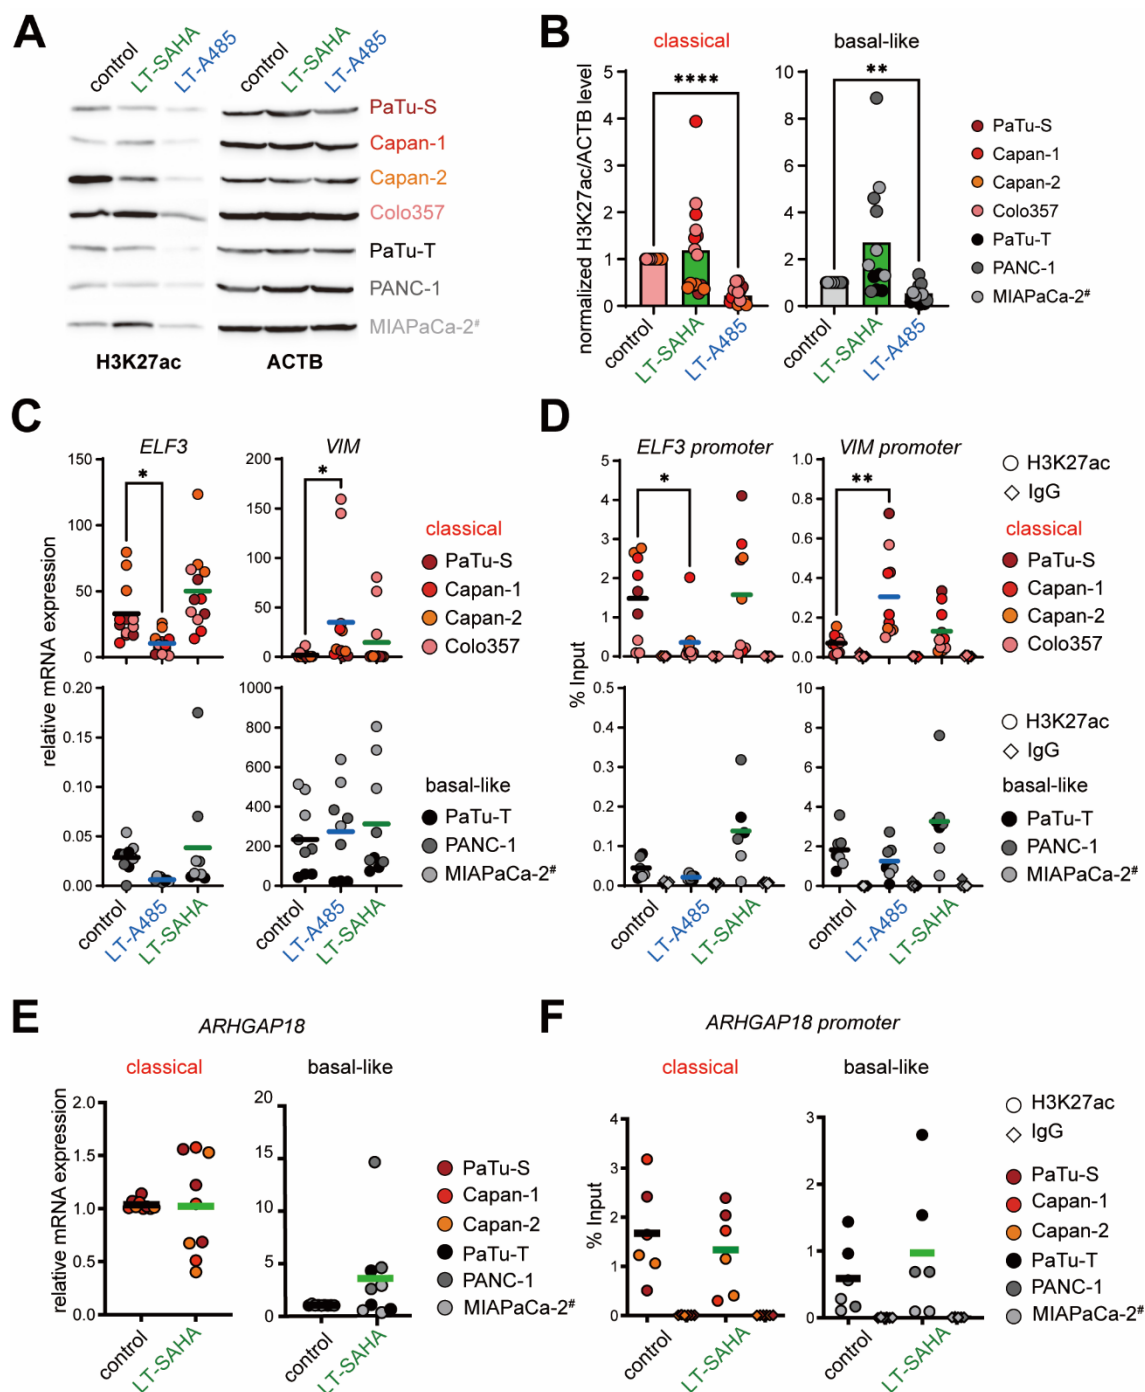 A
control
LT-SAHA
LT-A485
control
LT-SAHA
LT-A485
PaTu-S
Capan-1
Capan-2
Colo357
PaTu-T
PANC-1
MIAPaCa-2#
H3K27ac
ACTB
B
classical
basal-like
normalized H3K27ac/ACTB level
5
4
3
2
1
0
****
10
8
6
4
2
0
**
control
LT-SAHA
LT-A485
control
LT-SAHA
LT-A485
PaTu-S
Capan-1
Capan-2
Colo357
PaTu-T
PANC-1
MIAPaCa-2#
C
ELF3
VIM
relative mRNA expression
150
100
50
0
*
200
150
100
50
0
*
classical
PaTu-S
Capan-1
Capan-2
Colo357
0.20
0.15
0.10
0.05
0.00
1000
800
600
400
200
0
basal-like
PaTu-T
PANC-1
MIAPaCa-2#
control
LT-A485
LT-SAHA
control
LT-A485
LT-SAHA
D
ELF3 promoter
VIM promoter
% Input
5
4
3
2
1
0
*
1.0
0.8
0.6
0.4
0.2
0.0
**
H3K27ac
IgG
classical
PaTu-S
Capan-1
Capan-2
Colo357
0.5
0.4
0.3
0.2
0.1
0.0
10
8
6
4
2
0
H3K27ac
IgG
basal-like
PaTu-T
PANC-1
MIAPaCa-2#
control
LT-A485
LT-SAHA
control
LT-A485
LT-SAHA
E
ARHGAP18
classical
basal-like
relative mRNA expression
2.0
1.5
1.0
0.5
0.0
20
15
10
5
0
control
LT-SAHA
control
LT-SAHA
PaTu-S
Capan-1
Capan-2
PaTu-T
PANC-1
MIAPaCa-2#
F
ARHGAP18 promoter
classical
basal-like
% Input
4
3
2
1
0
3
2
1
0
control
LT-SAHA
control
LT-SAHA
H3K27ac
IgG
PaTu-S
Capan-1
Capan-2
PaTu-T
PANC-1
MIAPaCa-2#